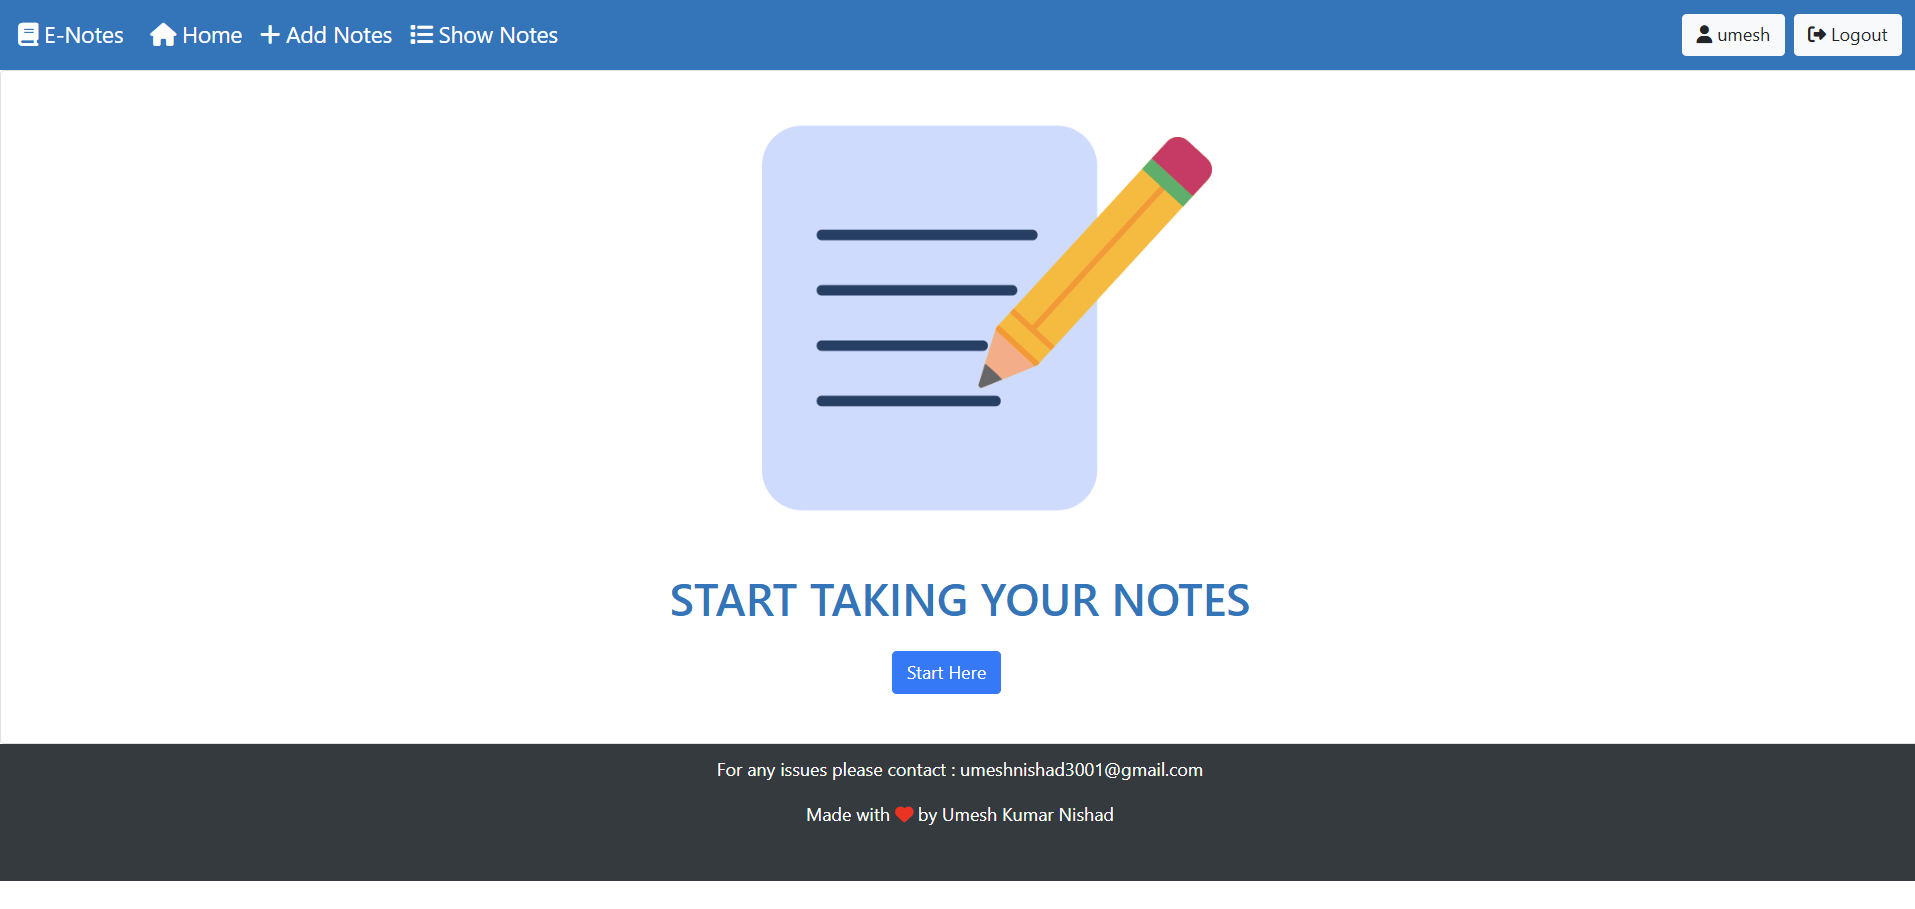 E-Notes Home Add Notes Show Notes umesh Logout
START TAKING YOUR NOTES
Start Here
For any issues please contact : umeshnishad3001@gmail.com
Made with ❤ by Umesh Kumar Nishad